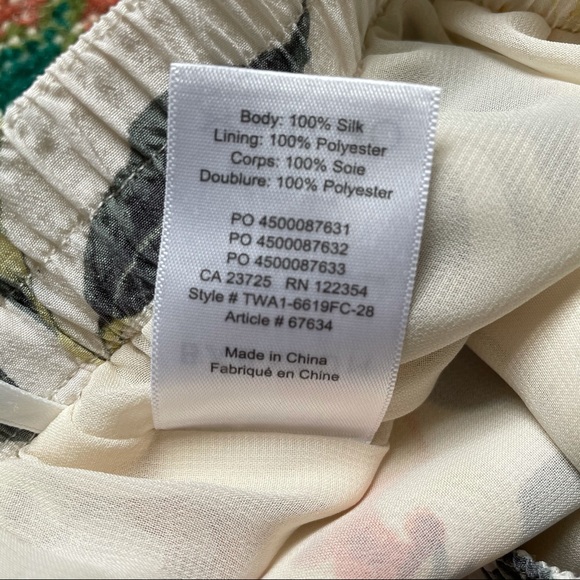 Body: 100% Silk
Lining: 100% Polyester
Corps: 100% Soie
Doublure: 100% Polyester
PO 4500087631
PO 4500087632
PO 4500087633
CA 23725 RN 122354
Style # TWA1-6619FC-28
Article # 67634
Made in China
Fabriqué en Chine